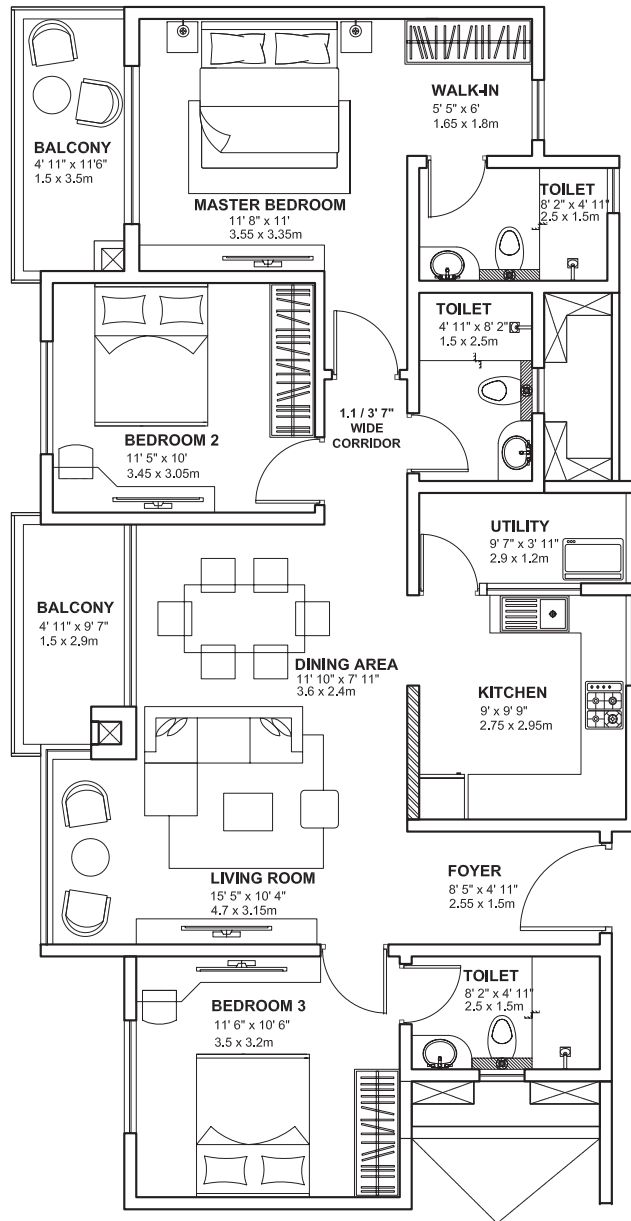 WALK-IN
5' 5" x 6'
1.65 x 1.8m
BALCONY
4' 11" x 11'6"
1.5 x 3.5m
MASTER BEDROOM
11' 8" x 11'
3.55 x 3.35m
TOILET
8' 2" x 4' 11"
2.5 x 1.5m
TOILET
4' 11" x 8' 2"
1.5 x 2.5m
1.1 / 3' 7"
WIDE
CORRIDOR
BEDROOM 2
11' 5" x 10'
3.45 x 3.05m
UTILITY
9' 7" x 3' 11"
2.9 x 1.2m
BALCONY
4' 11" x 9' 7"
1.5 x 2.9m
DINING AREA
11' 10" x 7' 11"
3.6 x 2.4m
KITCHEN
9' x 9' 9"
2.75 x 2.95m
LIVING ROOM
15' 5" x 10' 4"
4.7 x 3.15m
FOYER
8' 5" x 4' 11"
2.55 x 1.5m
TOILET
8' 2" x 4' 11"
2.5 x 1.5m
BEDROOM 3
11' 6" x 10' 6"
3.5 x 3.2m